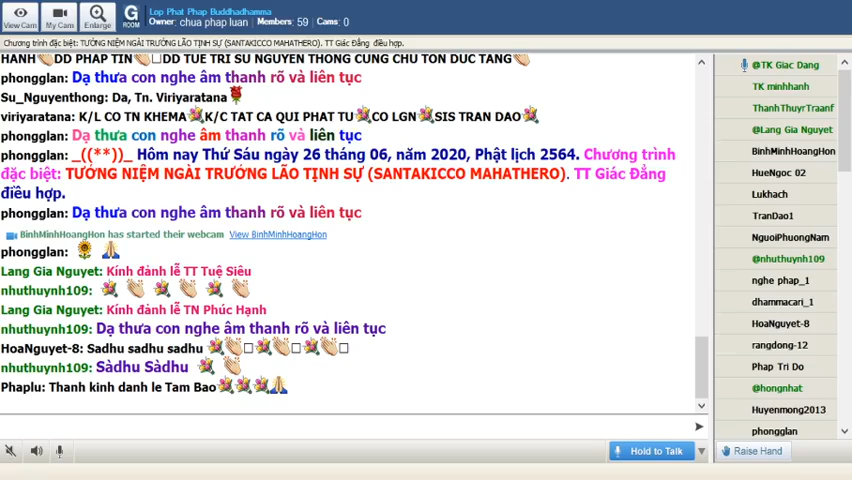 View Cam
My Cam
Enlarge
G
ROOM
Lop Phat Phap Buddhadhamma
Owner: chua phap luan Members: 59 Cams: 0
Chương trình đặc biệt: TƯỞNG NIỆM NGÀI TRƯỞNG LÃO TỊNH SỰ (SANTAKICCO MAHATHERO). TT Giác Đẳng điều hợp.
HANH DD PHAP TIN DD TUE TRI SU NGUYEN THONG CUNG CHU TON DUC TANG
phongglan: Dạ thưa con nghe âm thanh rõ và liên tục
Su_Nguyenthong: Da, Tn. Viriyaratana
viriyaratana: K/L CO TN KHEMA K/C TAT CA QUI PHAT TU CO LGN SIS TRAN DAO
phongglan: Dạ thưa con nghe âm thanh rõ và liên tục
phongglan: _((**))_ Hôm nay Thứ Sáu ngày 26 tháng 06, năm 2020, Phật lịch 2564. Chương trình
đặc biệt: TƯỞNG NIỆM NGÀI TRƯỞNG LÃO TỊNH SỰ (SANTAKICCO MAHATHERO). TT Giác Đẳng
điều hợp.
phongglan: Dạ thưa con nghe âm thanh rõ và liên tục
BinhMinhHoangHon has started their webcam View BinhMinhHoangHon
phongglan:
Lang Gia Nguyet: Kính đảnh lễ TT Tuệ Siêu
nhuthuynh109:
Lang Gia Nguyet: Kính đảnh lễ TN Phúc Hạnh
nhuthuynh109: Dạ thưa con nghe âm thanh rõ và liên tục
HoaNguyet-8: Sadhu sadhu sadhu
nhuthuynh109: Sàdhu Sàdhu
Phaplu: Thanh kinh danh le Tam Bao
Hold to Talk
@TK Giac Dang
TK minhhanh
ThanhThuyrTraanf
@Lang Gia Nguyet
BinhMinhHoangHon
HueNgoc 02
Lukhach
TranDao1
NguoiPhuongNam
@nhuthuynh109
nghe phap_1
dhammacari_1
HoaNguyet-8
rangdong-12
Phap Tri Do
@hongnhat
Huyenmong2013
phongglan
Raise Hand